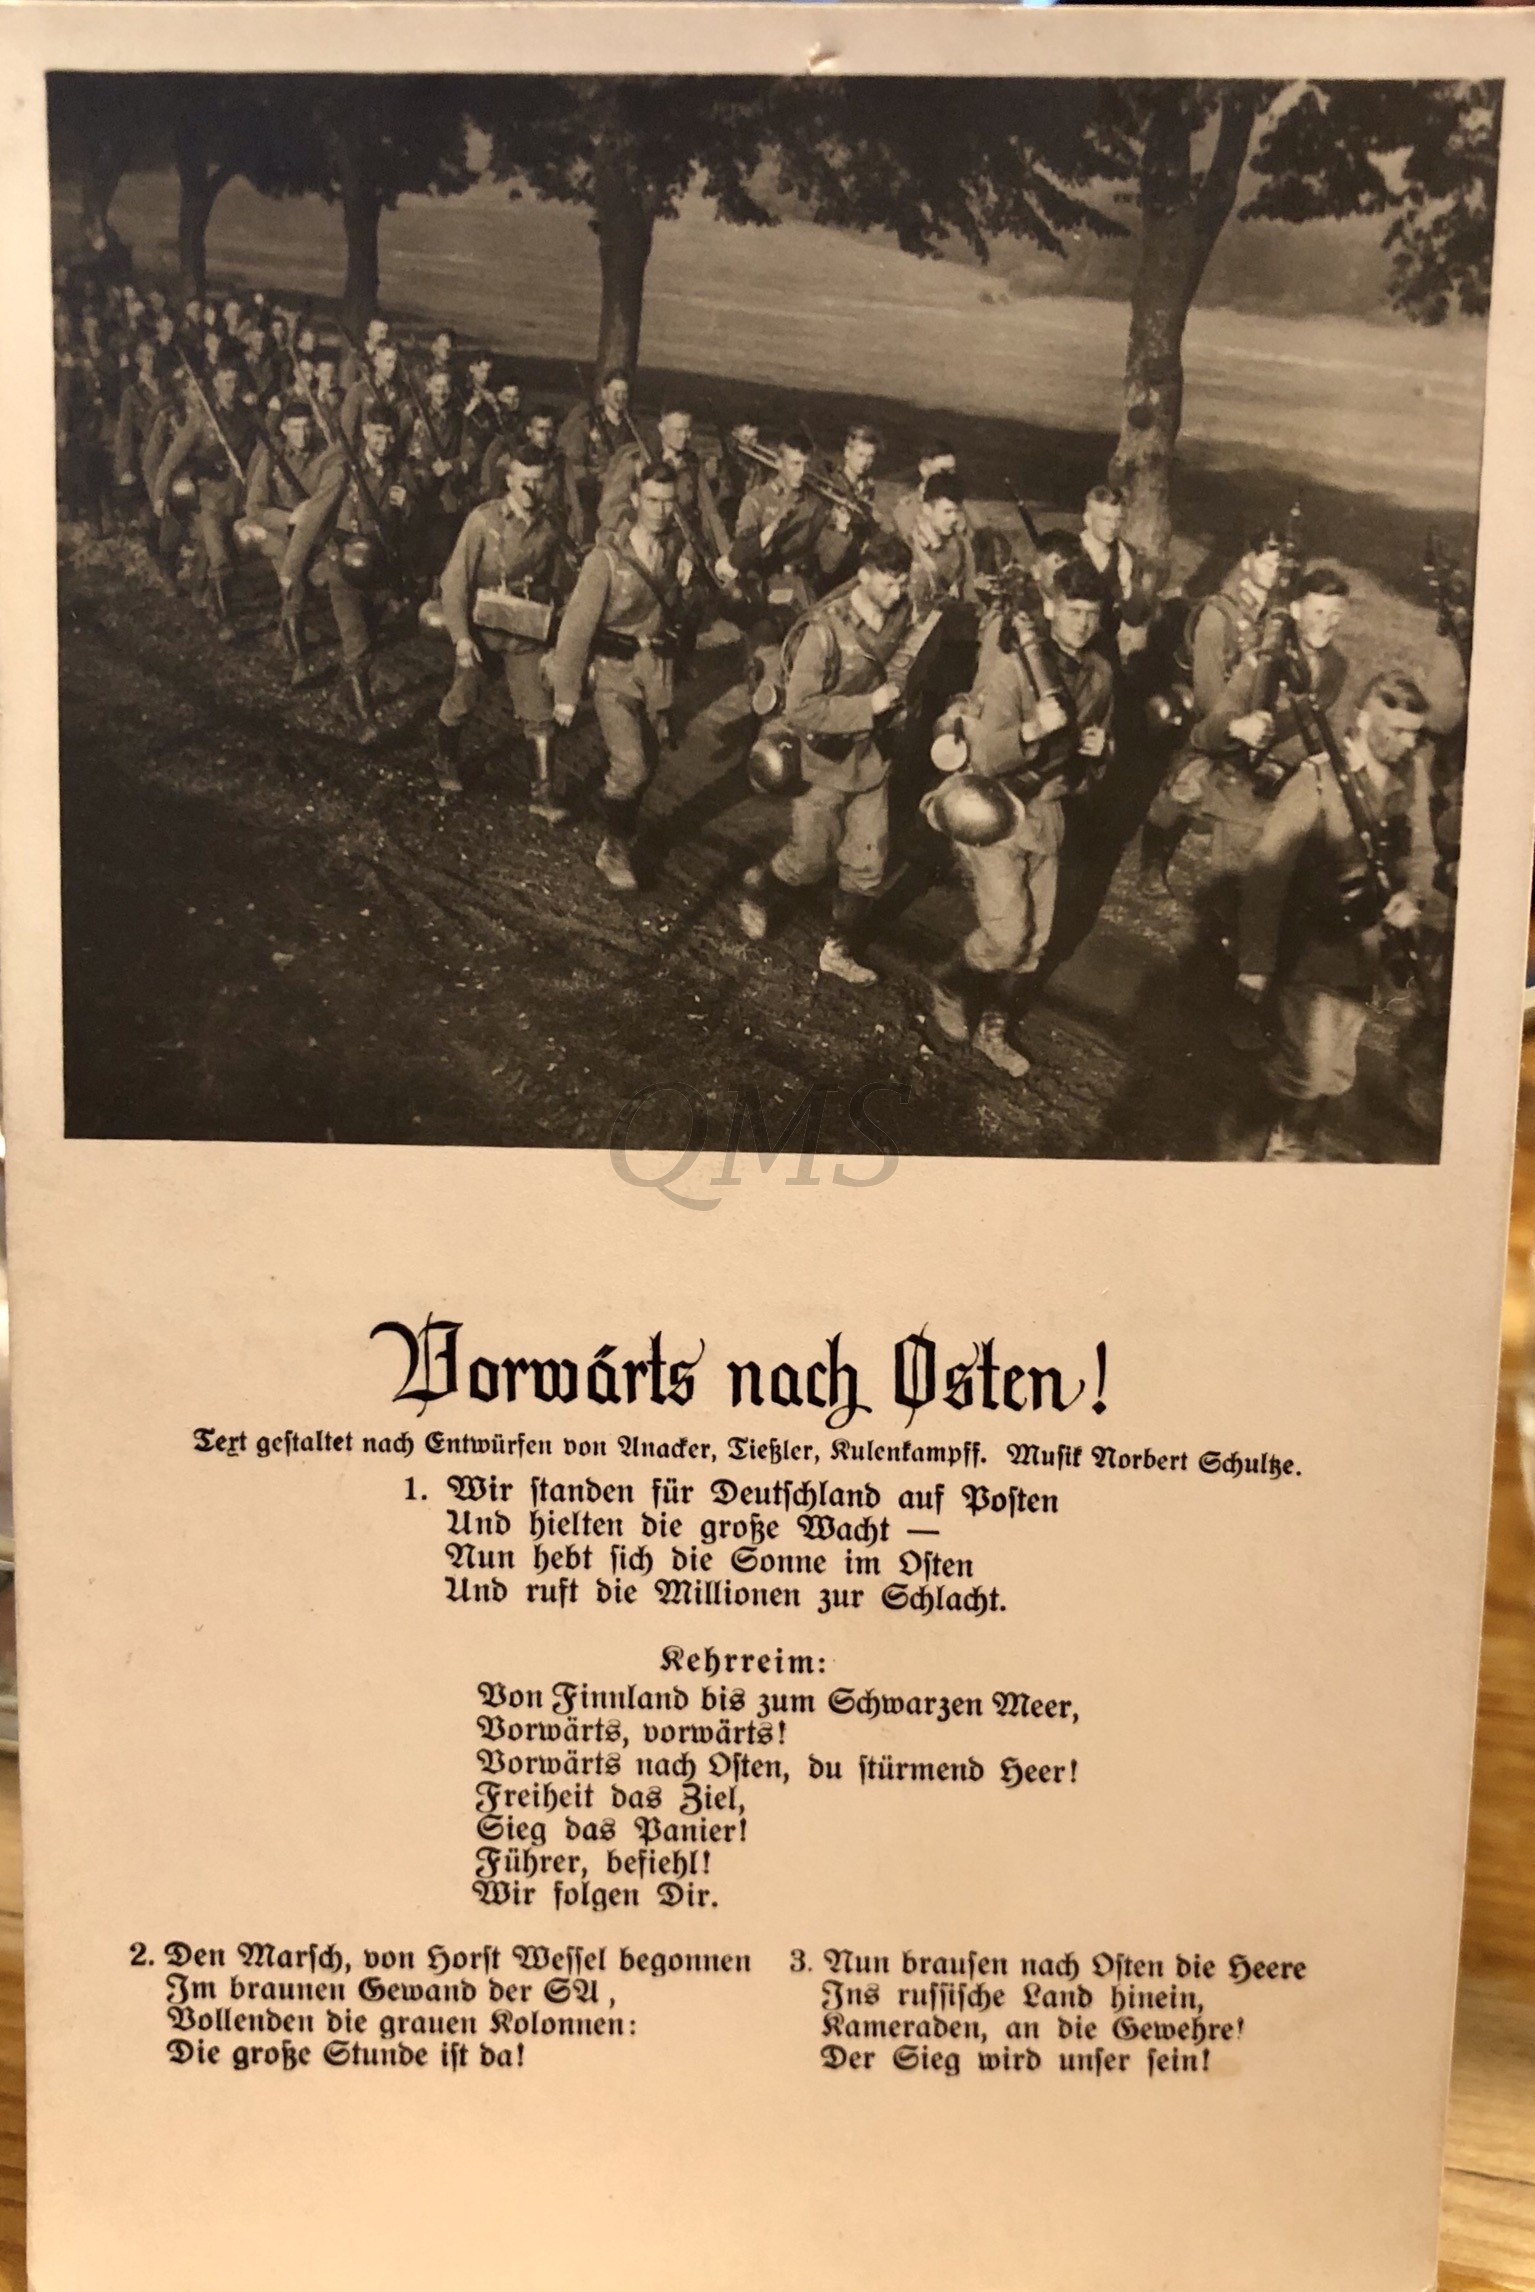 QMS
Vorwärts nach Osten!
Text gestaltet nach Entwürfen von Anacker, Tießler, Kulenkampff. Musik Norbert Schultze.
1. Wir standen für Deutschland auf Posten
Und hielten die große Wacht —
Nun hebt sich die Sonne im Osten
Und ruft die Millionen zur Schlacht.
Kehrreim:
Von Finnland bis zum Schwarzen Meer,
Vorwärts, vorwärts!
Vorwärts nach Osten, du stürmend Heer!
Freiheit das Ziel,
Sieg das Panier!
Führer, befiehl!
Wir folgen Dir.
2. Den Marsch, von Horst Wessel begonnen
Im braunen Gewand der SA,
Vollenden die grauen Kolonnen:
Die große Stunde ist da!
3. Nun brausen nach Osten die Heere
Ins russische Land hinein,
Kameraden, an die Gewehre!
Der Sieg wird unser sein!